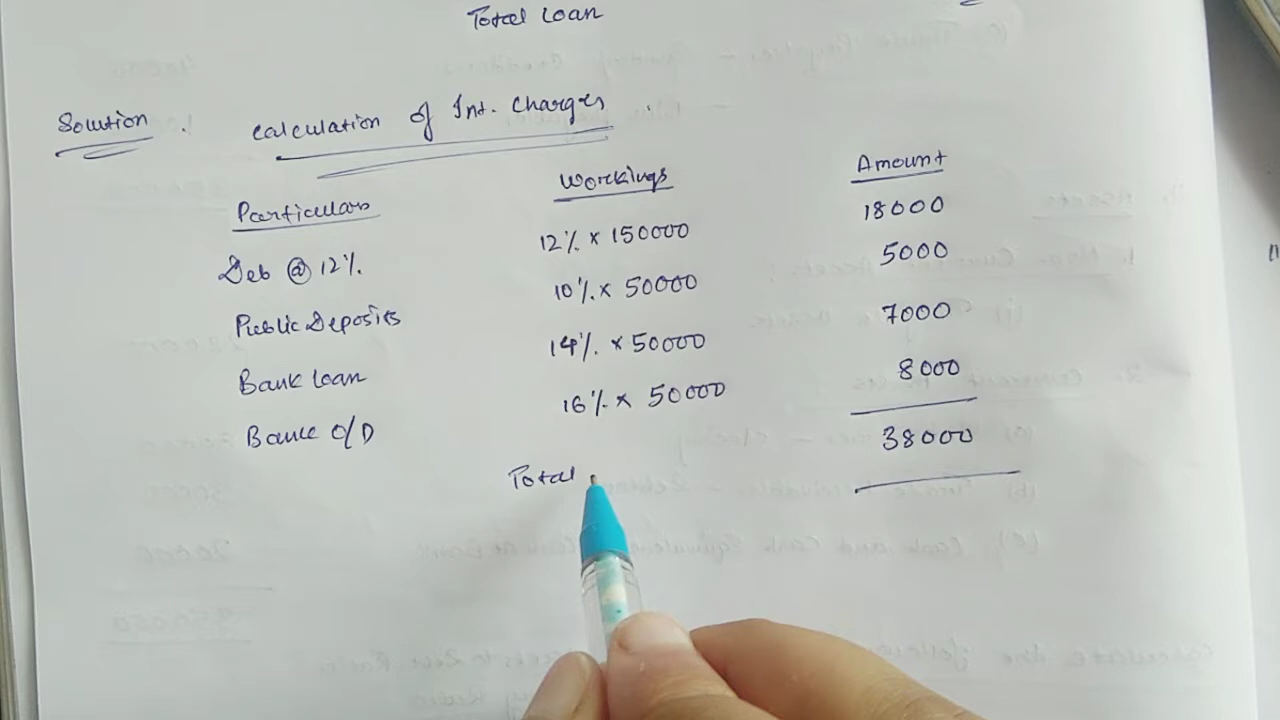 Total Loan
Solution . Calculation of Int. Charges .
Particulars Workings Amount
Deb @ 12% 12% x 150000 18000
Public Deposits 10% x 50000 5000
Bank Loan 14% x 50000 7000
Bank O/D 16% x 50000 8000
Total 38000